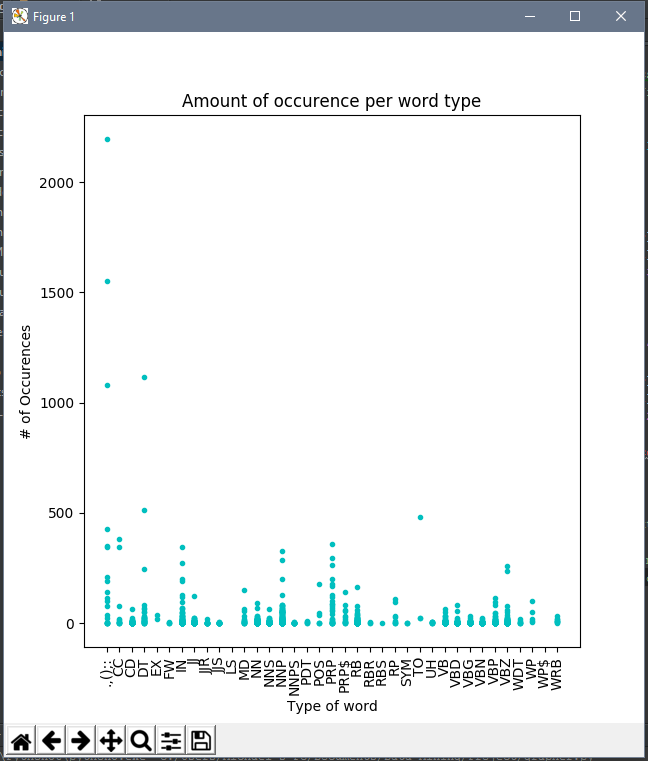 Figure 1
Amount of occurence per word type
2000
1500
1000
500
0
# of Occurences
CC
CD
DT
EX
FW
IN
JJ
JJR
JJS
LS
MD
NN
NNS
NNP
NNPS
PDT
POS
PRP
PRP$
RB
RBR
RBS
RP
SYM
TO
UH
VB
VBD
VBG
VBN
VBP
VBZ
WDT
WP
WP$
WRB
Type of word